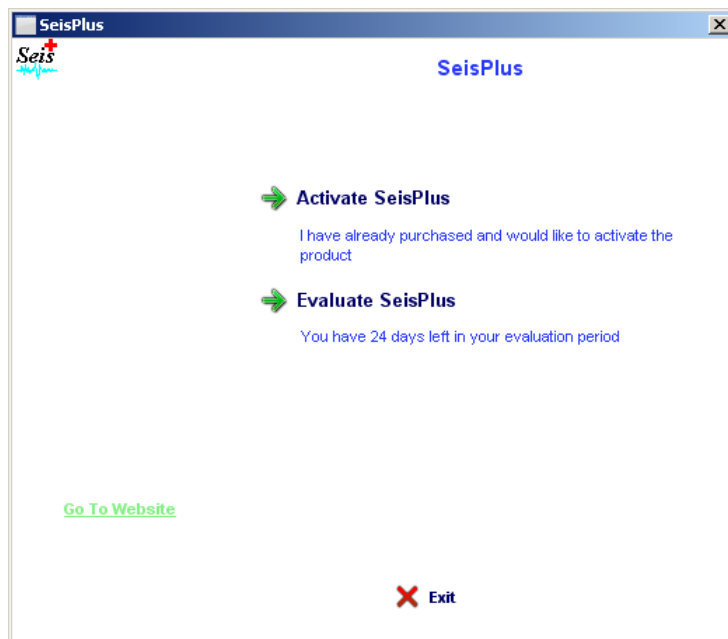 SeisPlus
Seis
SeisPlus
Activate SeisPlus
I have already purchased and would like to activate the
product
Evaluate SeisPlus
You have 24 days left in your evaluation period
Go To Website
Exit